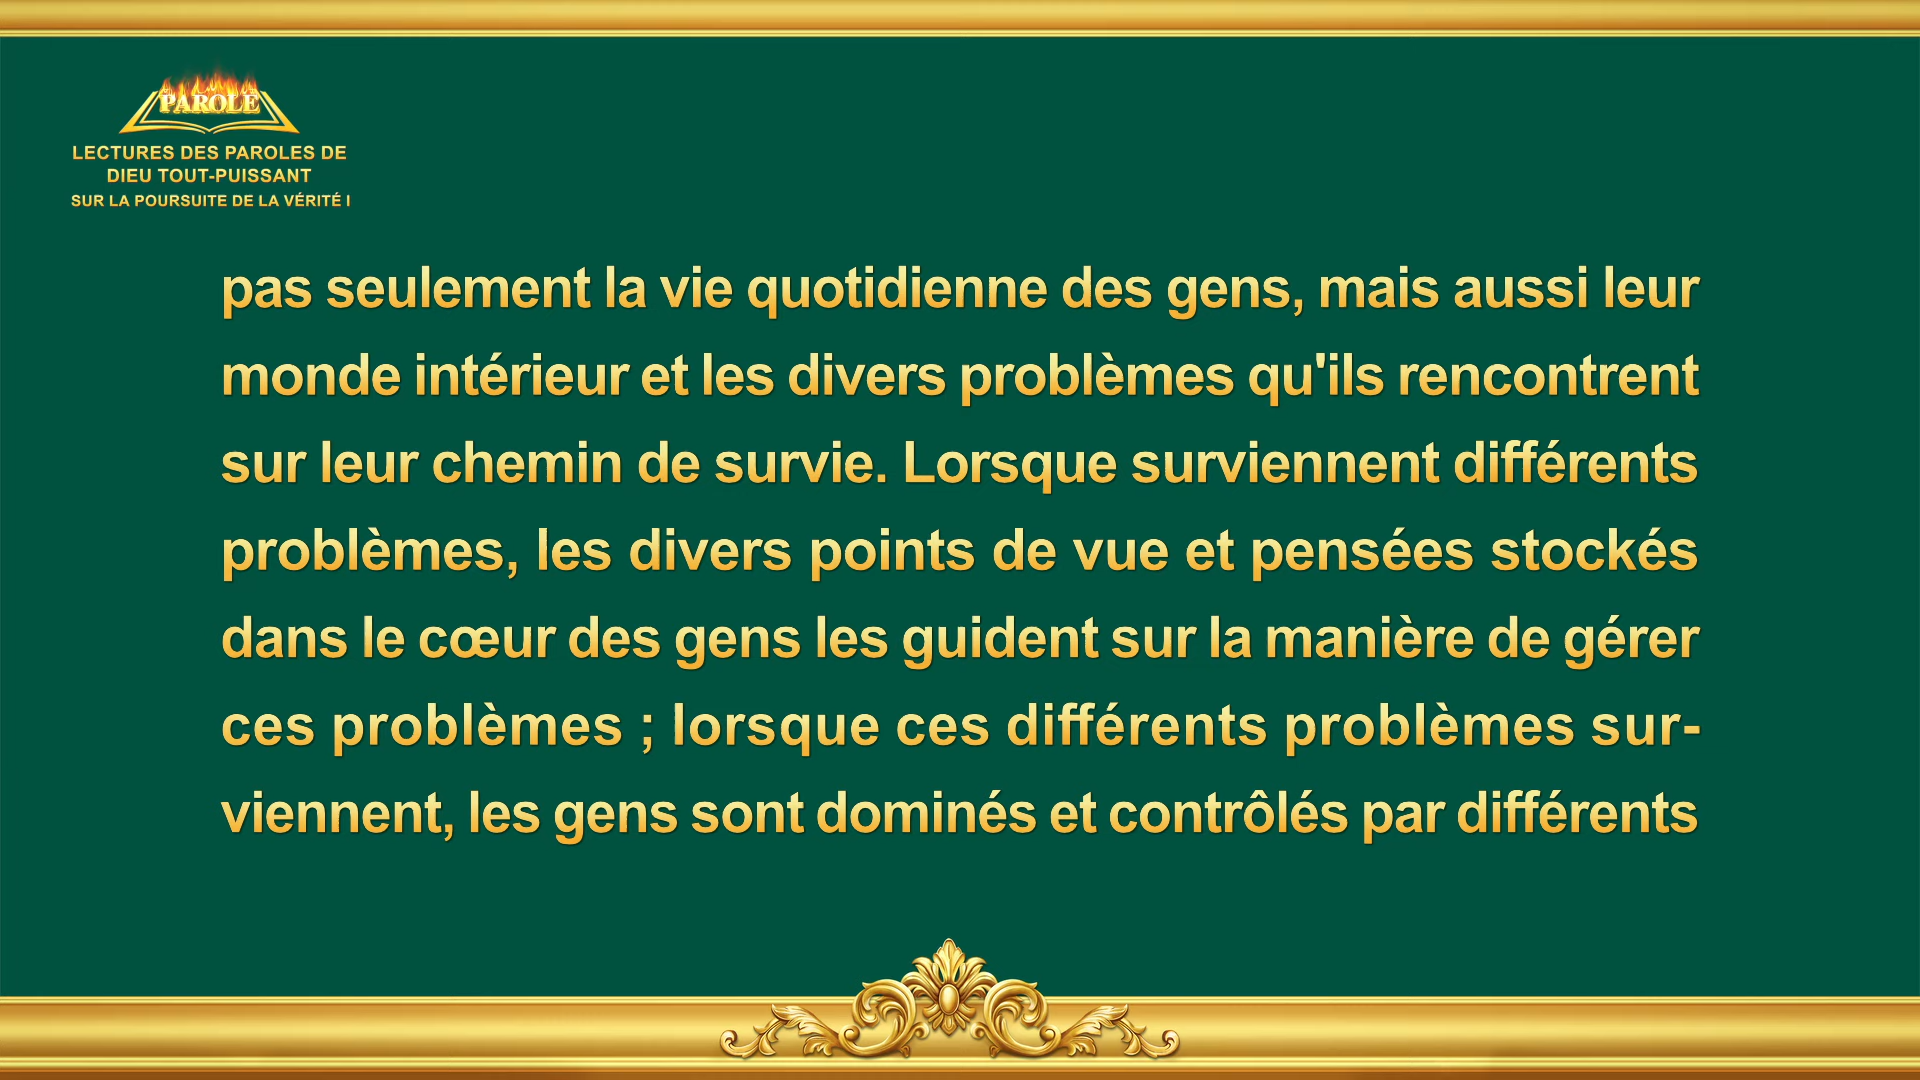 PAROLE
LECTURES DES PAROLES DE
DIEU TOUT-PUISSANT
SUR LA POURSUITE DE LA VÉRITÉ I
pas seulement la vie quotidienne des gens, mais aussi leur
monde intérieur et les divers problèmes qu'ils rencontrent
sur leur chemin de survie. Lorsque surviennent différents
problèmes, les divers points de vue et pensées stockés
dans le cœur des gens les guident sur la manière de gérer
ces problèmes ; lorsque ces différents problèmes sur-
viennent, les gens sont dominés et contrôlés par différents